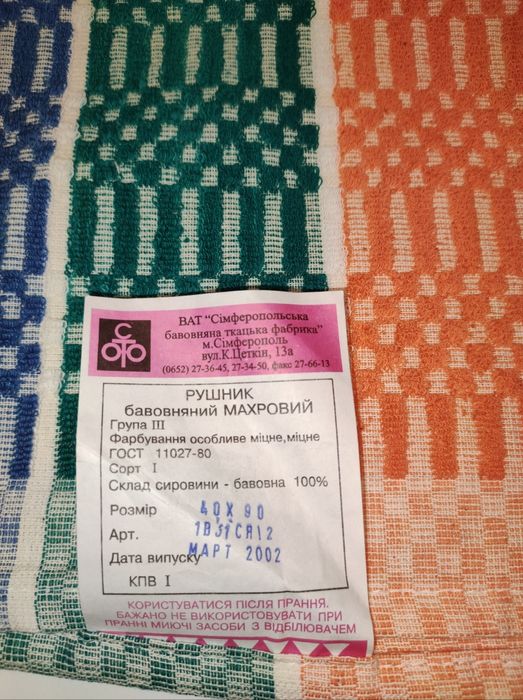 СТФ
ВАТ "Сімферопольська
бавовняна ткацька фабрика"
м.Сімферополь
вул.К.Цеткін, 13а
(0652) 27-36-45, 27-34-50, факс 27-66-13
РУШНИК
бавовняний МАХРОВИЙ
Група III
Фарбування особливе міцне,міцне
ГОСТ 11027-80
Сорт I
Склад сировини - бавовна 100%
Розмір 40Х90
Арт. 1В31СЯ12
Дата випуску МАРТ 2002
КПВ I
КОРИСТУВАТИСЯ ПІСЛЯ ПРАННЯ.
БАЖАНО НЕ ВИКОРИСТОВУВАТИ ПРИ
ПРАННІ МИЮЧІ ЗАСОБИ З ВІДБІЛЮВАЧЕМ